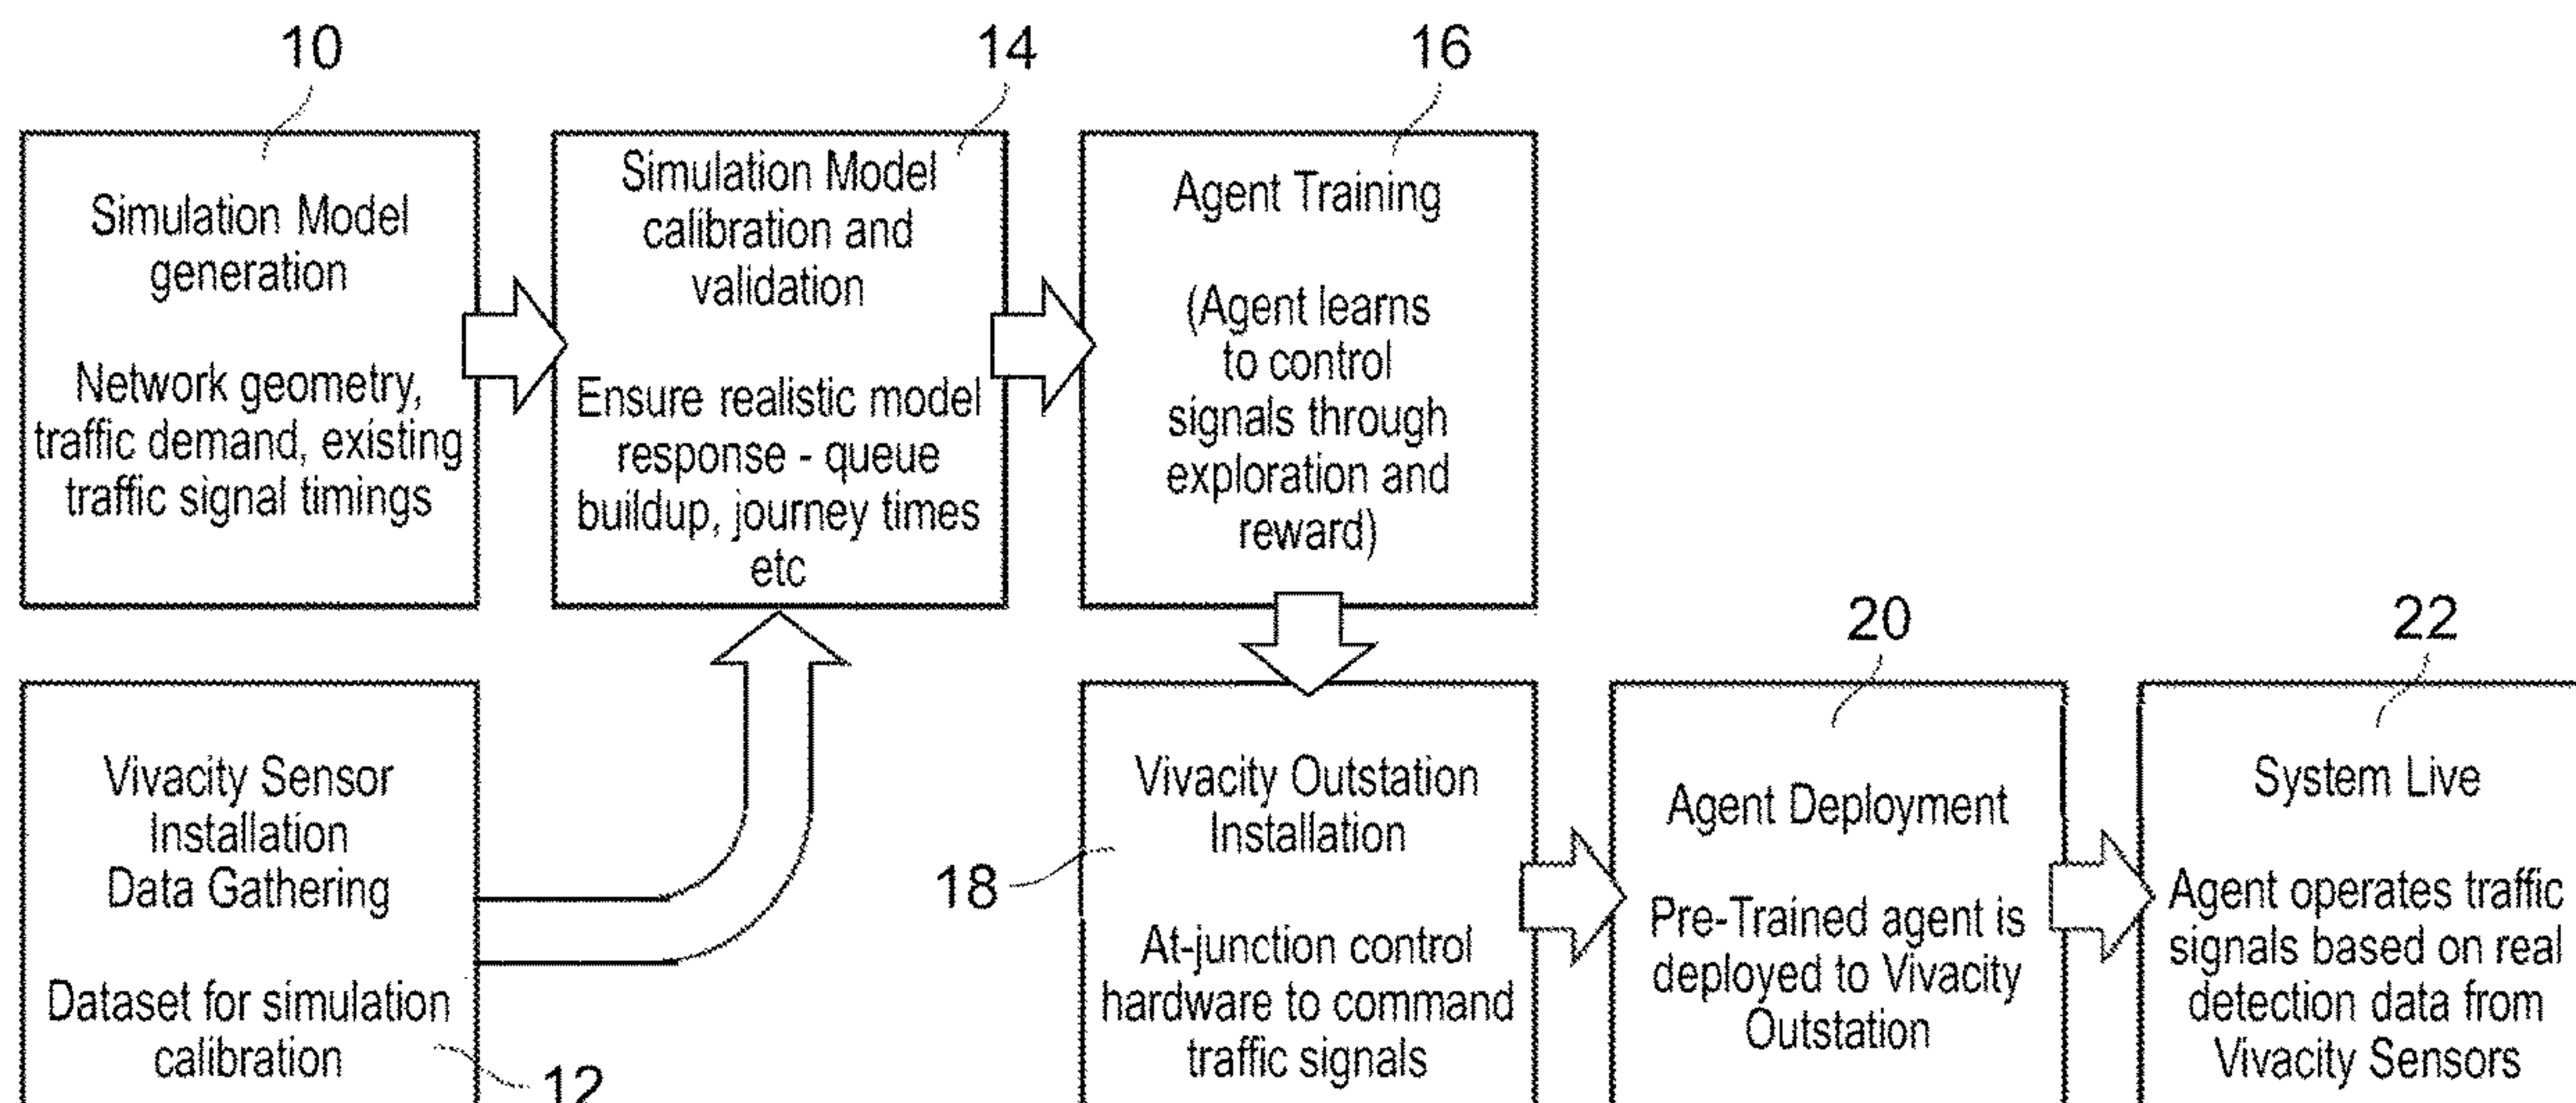 10
Simulation Model
generation
Network geometry,
traffic demand, existing
traffic signal timings
14
Simulation Model
calibration and
validation
Ensure realistic model
response - queue
buildup, journey times
etc
16
Agent Training
(Agent learns
to control
signals through
exploration and
reward)
Vivacity Sensor
Installation
Data Gathering
Dataset for simulation
calibration
12
18
Vivacity Outstation
Installation
At-junction control
hardware to command
traffic signals
20
Agent Deployment
Pre-Trained agent is
deployed to Vivacity
Outstation
22
System Live
Agent operates traffic
signals based on real
detection data from
Vivacity Sensors